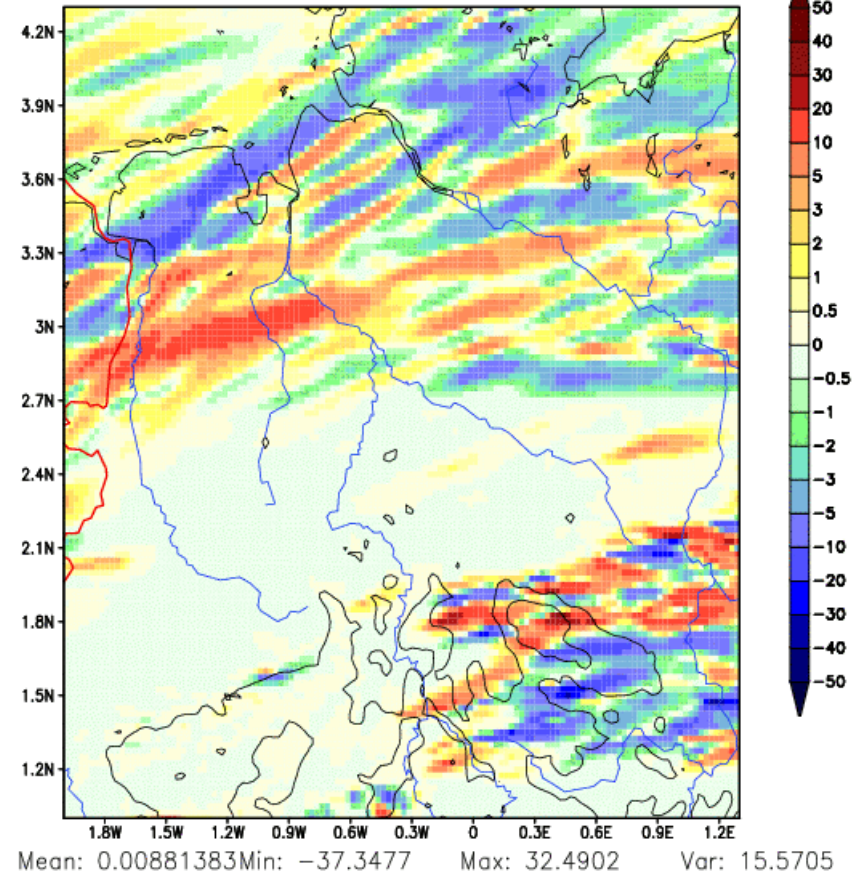 50
40
30
20
10
5
3
2
1
0.5
0
−0.5
−1
−2
−3
−5
−10
−20
−30
−40
−50
4.2N
3.9N
3.6N
3.3N
3N
2.7N
2.4N
2.1N
1.8N
1.5N
1.2N
1.8W 1.5W 1.2W 0.9W 0.6W 0.3W 0 0.3E 0.6E 0.9E 1.2E
Mean: 0.00881383Min: −37.3477 Max: 32.4902 Var: 15.5705